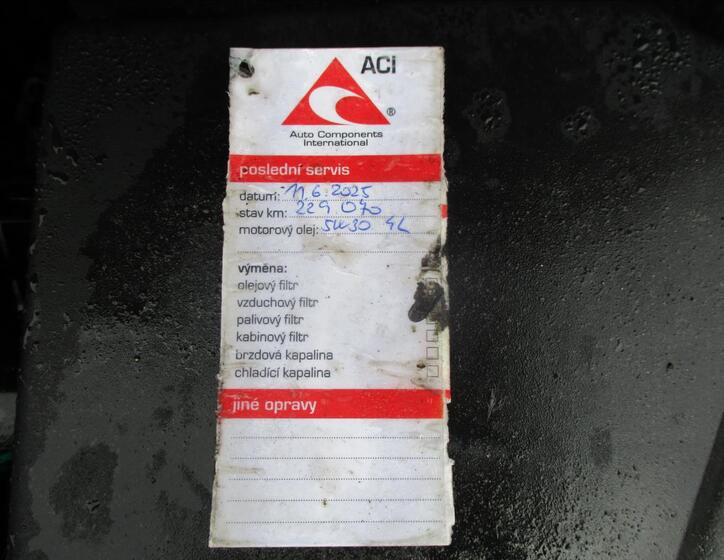 ACI
®
Auto Components
International
poslední servis
datum: 11.6.2025
stav km: 229 070
motorový olej: 5W30 4L
výměna:
olejový filtr
vzduchový filtr
palivový filtr
kabinový filtr
brzdová kapalina
chladící kapalina
jiné opravy